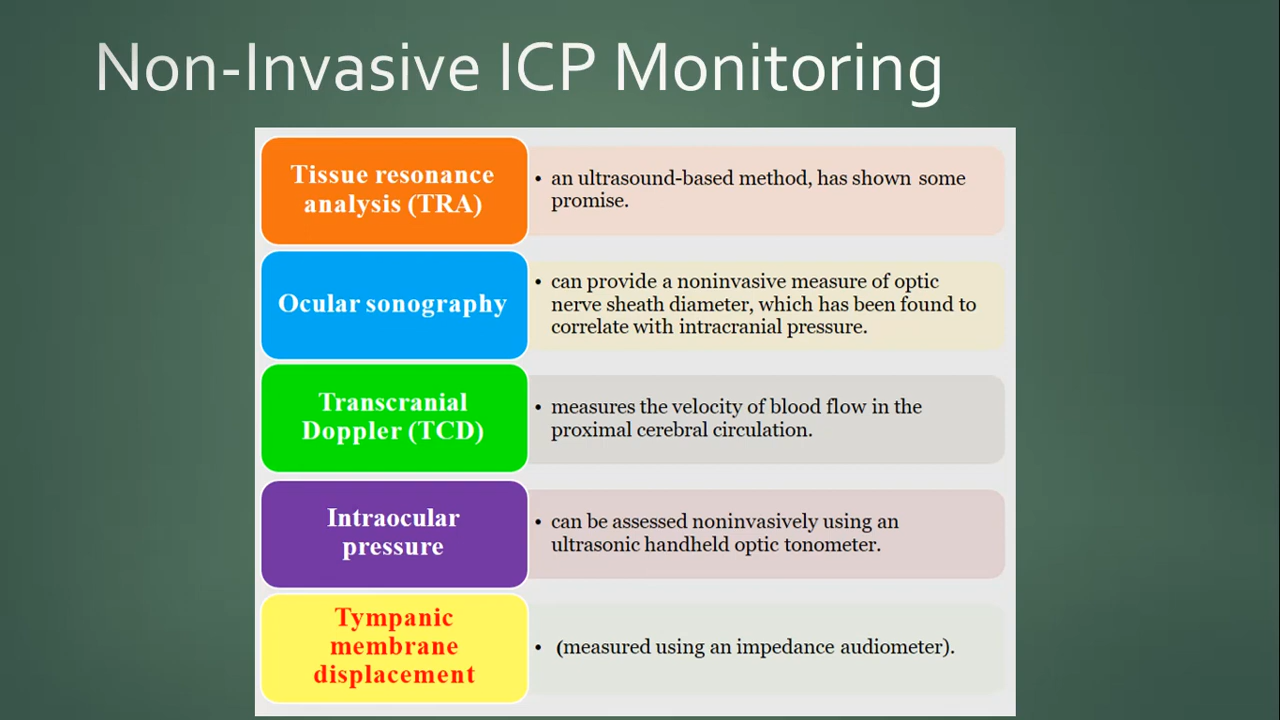 Non-Invasive ICP Monitoring
Tissue resonance
analysis (TRA)
• an ultrasound-based method, has shown some
promise.
Ocular sonography
• can provide a noninvasive measure of optic
nerve sheath diameter, which has been found to
correlate with intracranial pressure.
Transcranial
Doppler (TCD)
• measures the velocity of blood flow in the
proximal cerebral circulation.
Intraocular
pressure
• can be assessed noninvasively using an
ultrasonic handheld optic tonometer.
Tympanic
membrane
displacement
• (measured using an impedance audiometer).